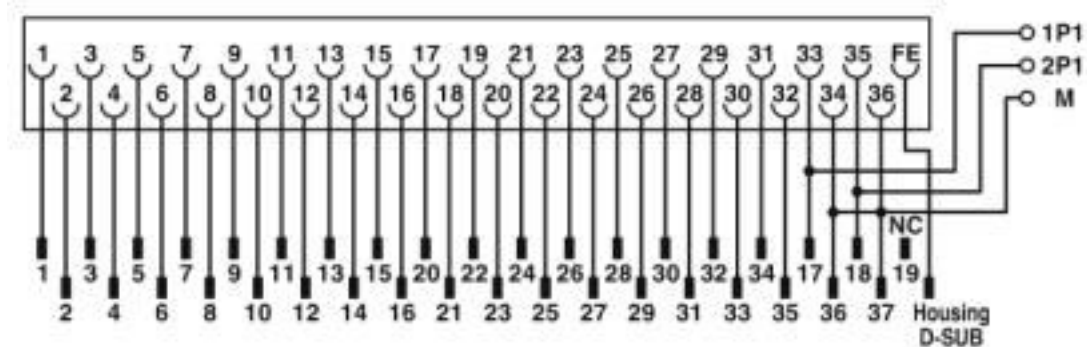 1P1
2P1
M
1 3 5 7 9 11 13 15 17 19 21 23 25 27 29 31 33 35 FE
2 4 6 8 10 12 14 16 18 20 22 24 26 28 30 32 34 36
NC
1 3 5 7 9 11 13 15 20 22 24 26 28 30 32 34 17 18 19
2 4 6 8 10 12 14 16 21 23 25 27 29 31 33 35 36 37 Housing
D-SUB